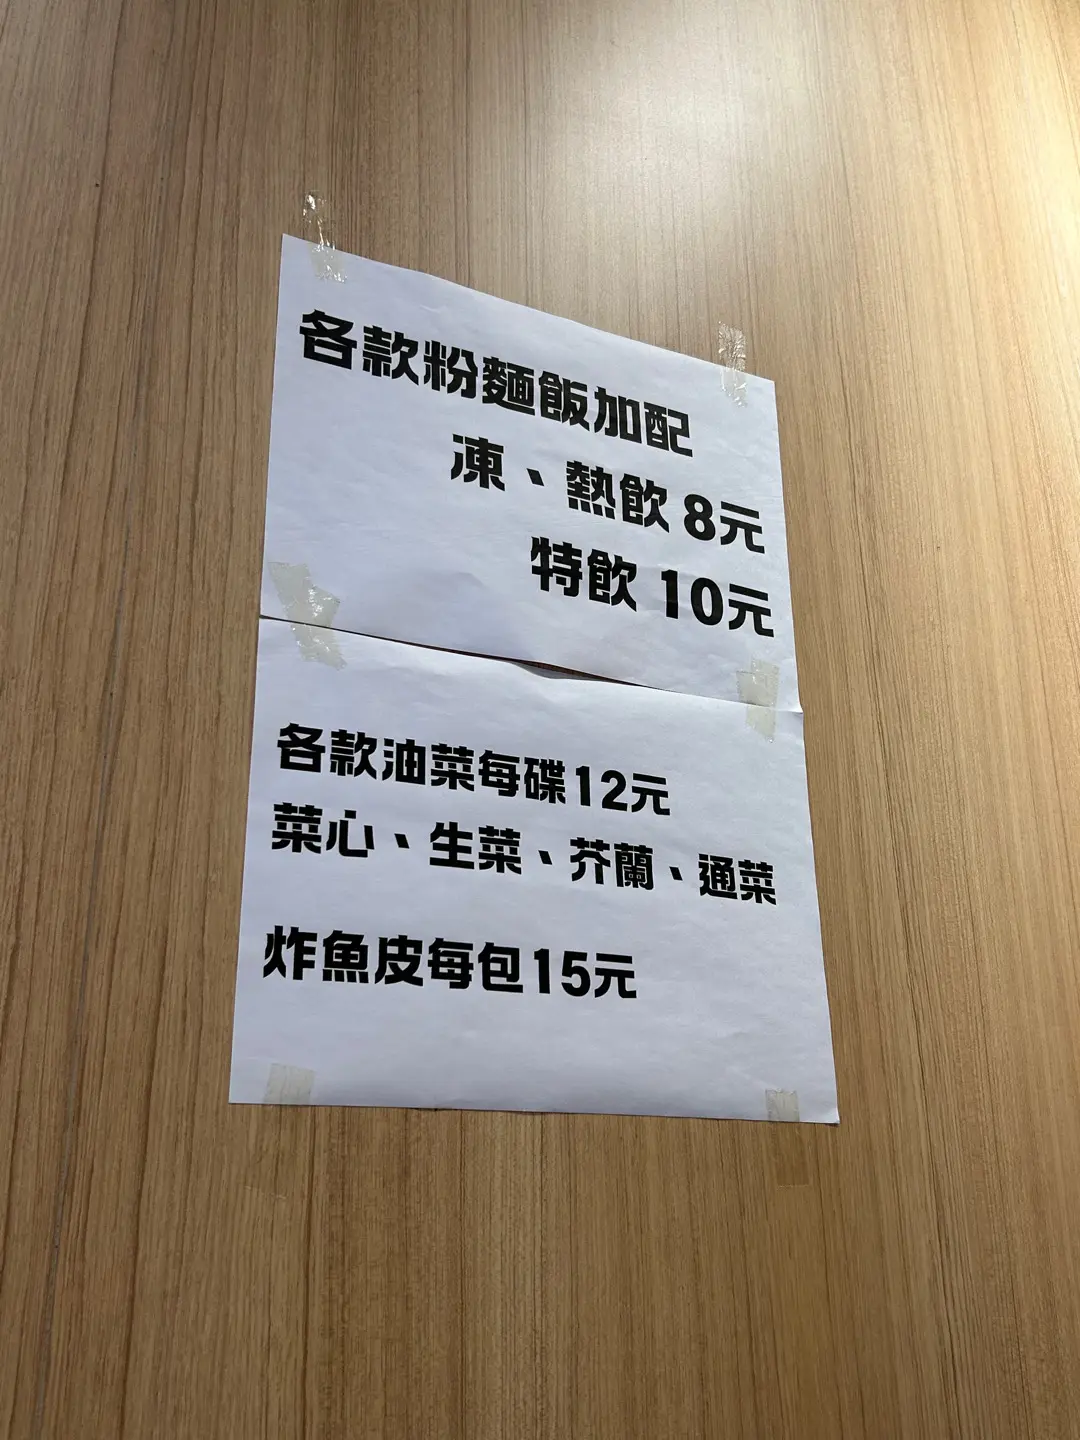 各款粉麵飯加配
凍、熱飲 8元
特飲 10元
各款油菜每碟12元
菜心、生菜、芥蘭、通菜
炸魚皮每包15元